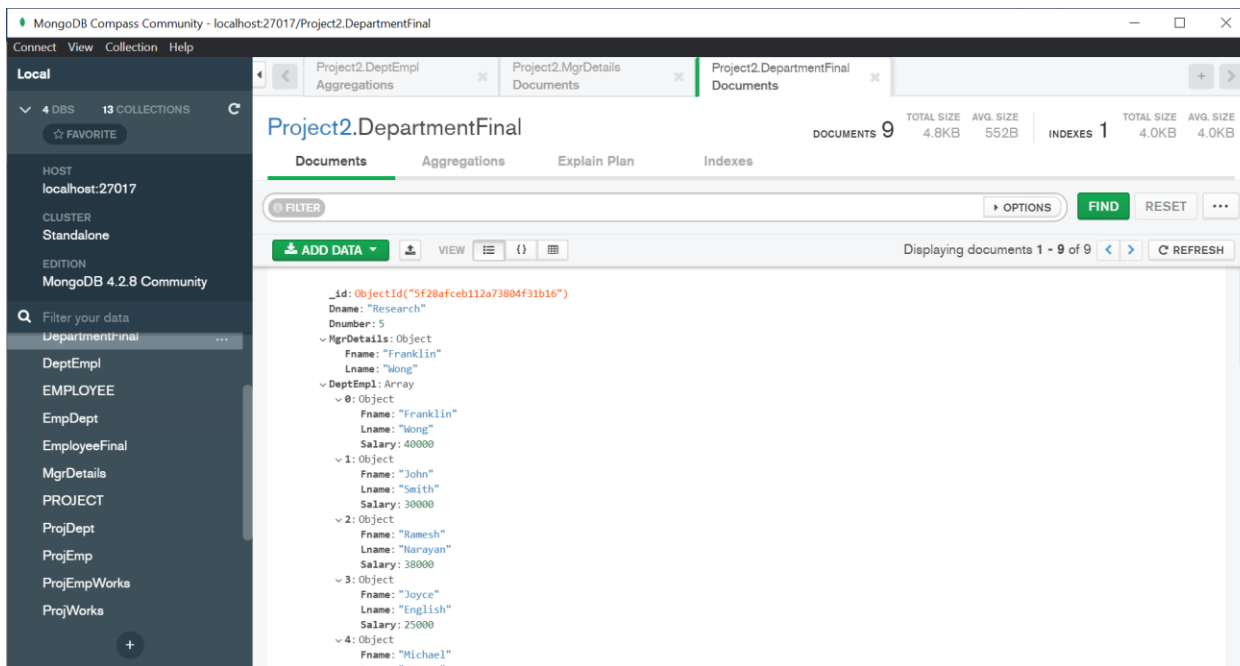 MongoDB Compass Community - localhost:27017/Project2.DepartmentFinal
Connect View Collection Help
Local
4 DBS 13 COLLECTIONS
☆ FAVORITE
HOST
localhost:27017
CLUSTER
Standalone
EDITION
MongoDB 4.2.8 Community
Filter your data
DepartmentFinal ...
DeptEmpl
EMPLOYEE
EmpDept
EmployeeFinal
MgrDetails
PROJECT
ProjDept
ProjEmp
ProjEmpWorks
ProjWorks
+
Project2.DeptEmpl
Aggregations
Project2.MgrDetails
Documents
Project2.DepartmentFinal
Documents
Project2.DepartmentFinal
DOCUMENTS 9 TOTAL SIZE 4.8KB AVG. SIZE 552B INDEXES 1 TOTAL SIZE 4.0KB AVG. SIZE 4.0KB
Documents Aggregations Explain Plan Indexes
FILTER OPTIONS FIND RESET ...
ADD DATA VIEW {} Displaying documents 1 - 9 of 9 REFRESH
_id: ObjectId("5f28afceb112a73804f31b16")
Dname: "Research"
Dnumber: 5
MgrDetails: Object
Fname: "Franklin"
Lname: "Wong"
DeptEmpl: Array
0: Object
Fname: "Franklin"
Lname: "Wong"
Salary: 40000
1: Object
Fname: "John"
Lname: "Smith"
Salary: 30000
2: Object
Fname: "Ramesh"
Lname: "Narayan"
Salary: 38000
3: Object
Fname: "Joyce"
Lname: "English"
Salary: 25000
4: Object
Fname: "Michael"